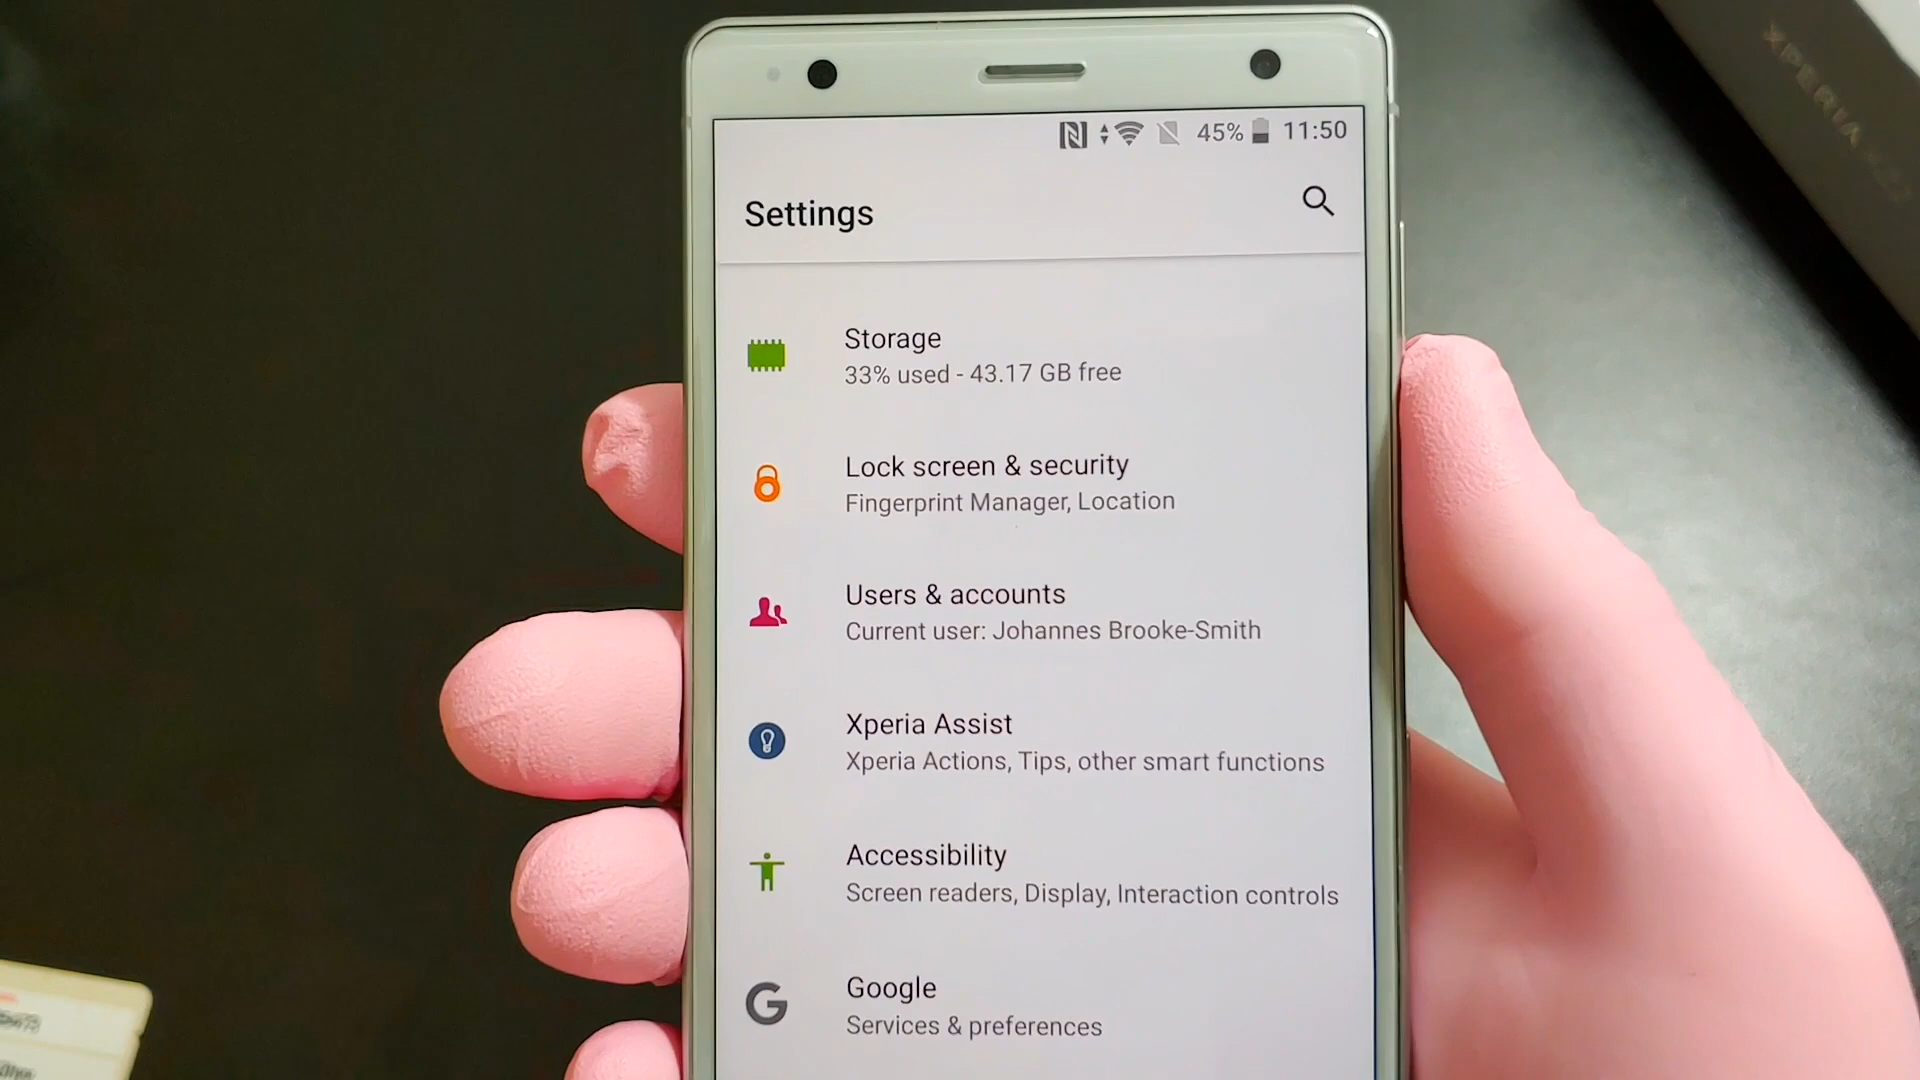 45% 11:50
Settings
Storage
33% used - 43.17 GB free
Lock screen & security
Fingerprint Manager, Location
Users & accounts
Current user: Johannes Brooke-Smith
Xperia Assist
Xperia Actions, Tips, other smart functions
Accessibility
Screen readers, Display, Interaction controls
Google
Services & preferences
XPERIA